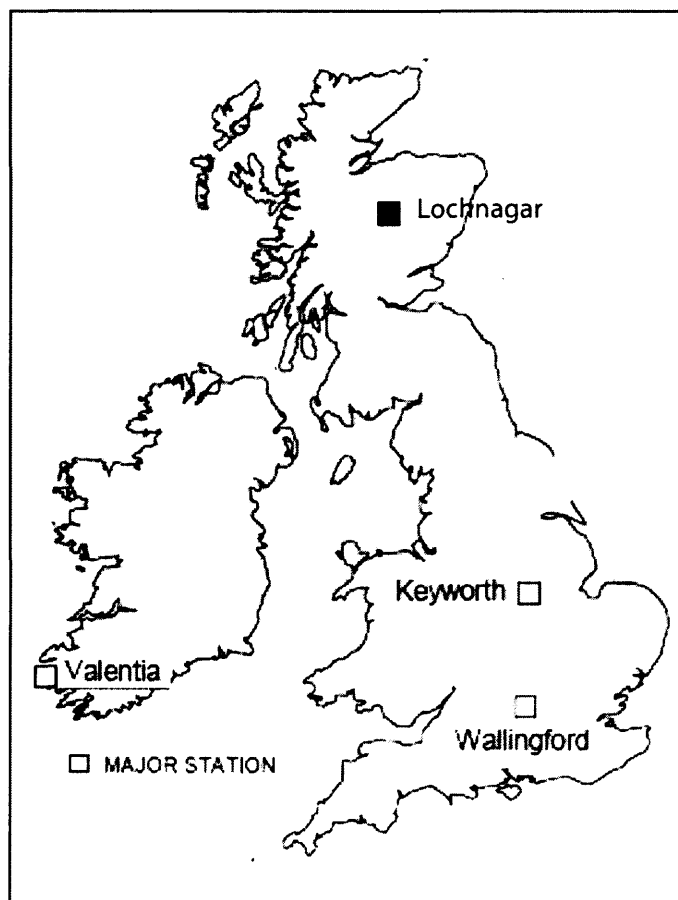 Lochnagar
Keyworth
Valentia
Wallingford
MAJOR STATION